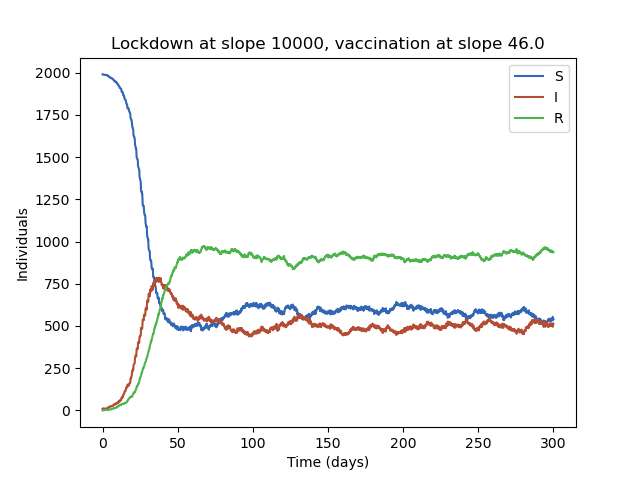 Lockdown at slope 10000, vaccination at slope 46.0
2000
1750
1500
1250
1000
750
500
250
0
Individuals
S
I
R
0 50 100 150 200 250 300
Time (days)